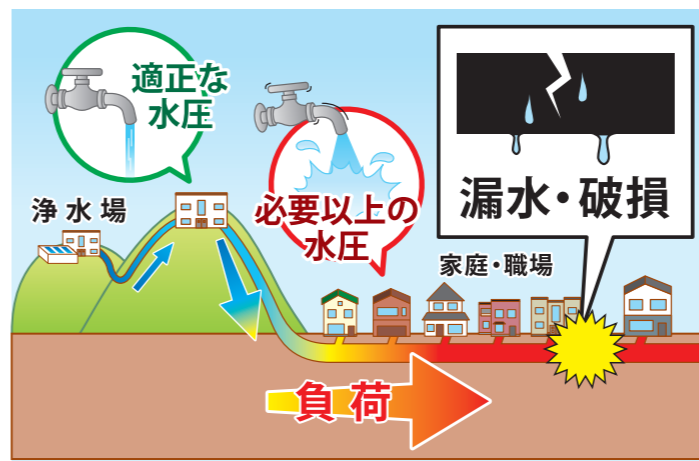 適正な
水圧
必要以上の
水圧
漏水・破損
浄水場
家庭・職場
負荷